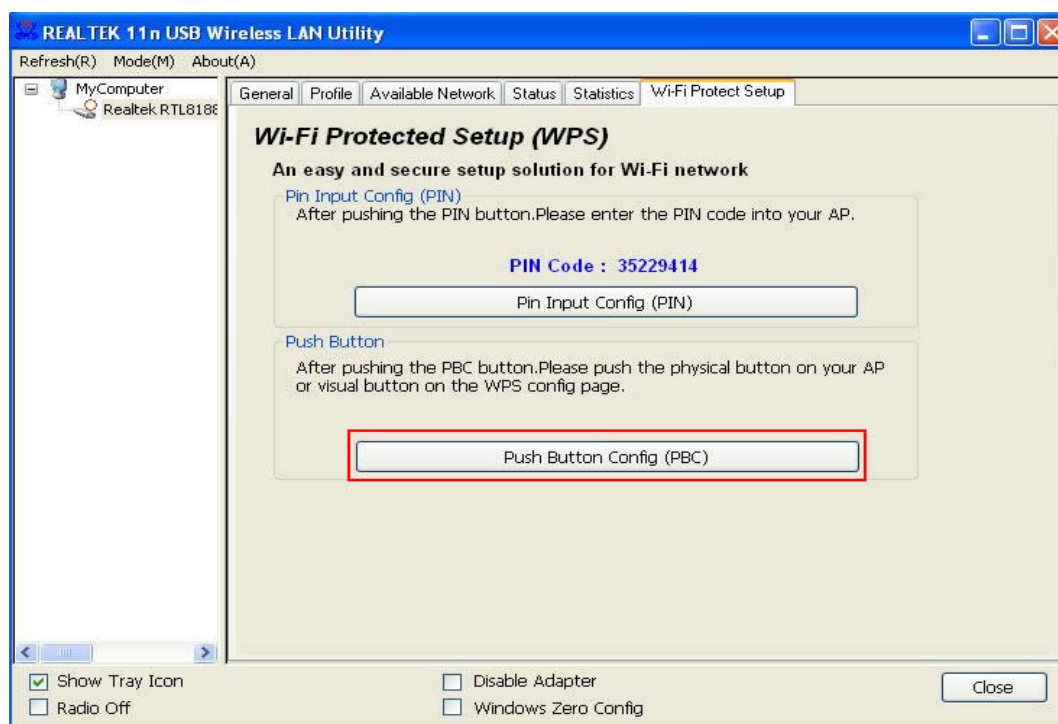 REALTEK 11n USB Wireless LAN Utility
Refresh(R) Mode(M) About(A)
MyComputer
Realtek RTL8188
General Profile Available Network Status Statistics Wi-Fi Protect Setup
Wi-Fi Protected Setup (WPS)
An easy and secure setup solution for Wi-Fi network
Pin Input Config (PIN)
After pushing the PIN button.Please enter the PIN code into your AP.
PIN Code : 35229414
Pin Input Config (PIN)
Push Button
After pushing the PBC button.Please push the physical button on your AP
or visual button on the WPS config page.
Push Button Config (PBC)
Show Tray Icon
Disable Adapter
Close
Radio Off
Windows Zero Config